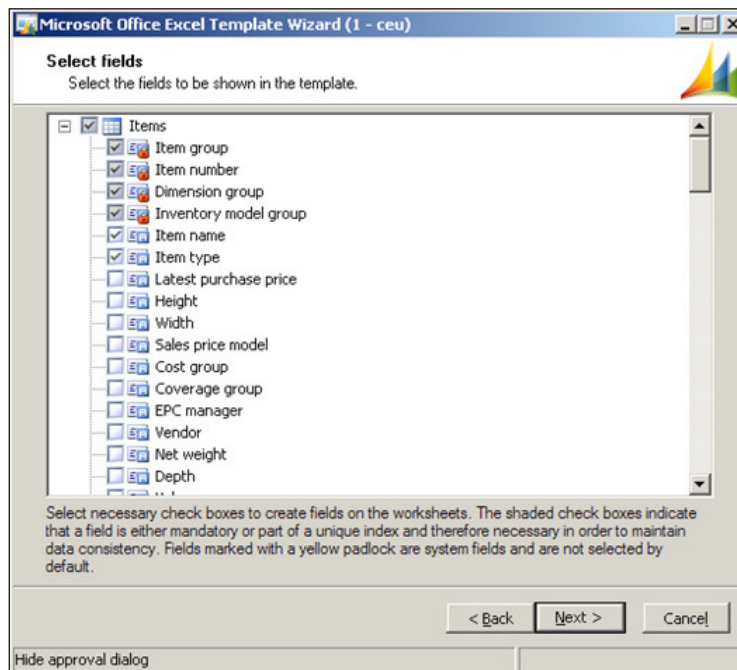 Microsoft Office Excel Template Wizard (1 - ceu)
Select fields
Select the fields to be shown in the template.
Items
Item group
Item number
Dimension group
Inventory model group
Item name
Item type
Latest purchase price
Height
Width
Sales price model
Cost group
Coverage group
EPC manager
Vendor
Net weight
Depth
Select necessary check boxes to create fields on the worksheets. The shaded check boxes indicate
that a field is either mandatory or part of a unique index and therefore necessary in order to maintain
data consistency. Fields marked with a yellow padlock are system fields and are not selected by
default.
< Back
Next >
Cancel
Hide approval dialog